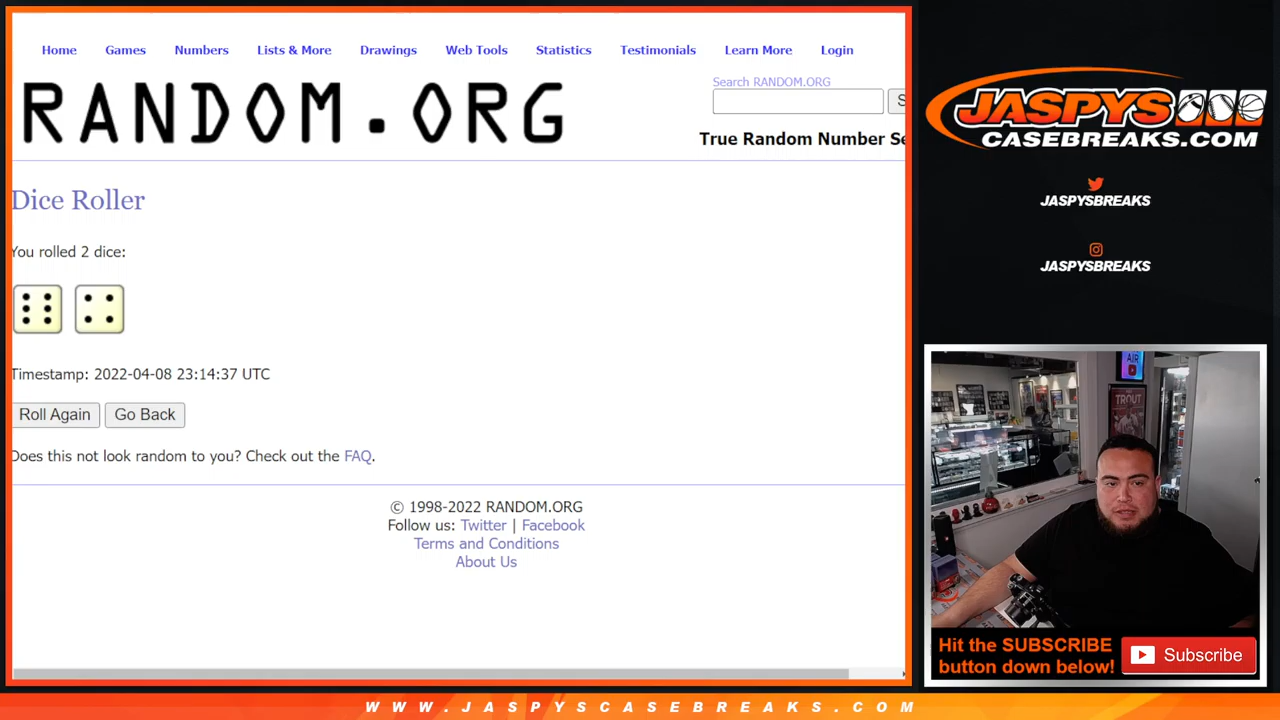 Home Games Numbers Lists & More Drawings Web Tools Statistics Testimonials Learn More Login
RANDOM.ORG
Search RANDOM.ORG
True Random Number Se
Dice Roller
You rolled 2 dice:
Timestamp: 2022-04-08 23:14:37 UTC
Roll Again Go Back
Does this not look random to you? Check out the FAQ.
© 1998-2022 RANDOM.ORG
Follow us: Twitter | Facebook
Terms and Conditions
About Us
JASPYS
CASEBREAKS.COM
JASPYSBREAKS
JASPYSBREAKS
AIR
TROUT
Hit the SUBSCRIBE
button down below!
Subscribe
WWW.JASPYSCASEBREAKS.COM